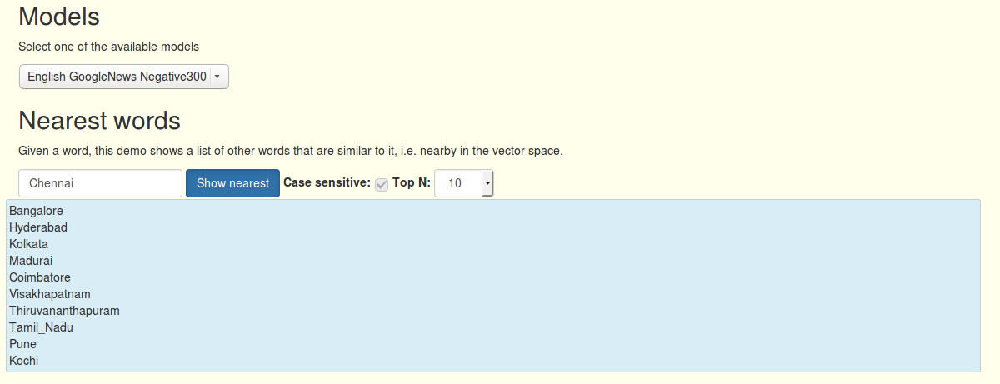 Models
Select one of the available models
English GoogleNews Negative300
Nearest words
Given a word, this demo shows a list of other words that are similar to it, i.e. nearby in the vector space.
Chennai Show nearest Case sensitive: Top N: 10
Bangalore
Hyderabad
Kolkata
Madurai
Coimbatore
Visakhapatnam
Thiruvananthapuram
Tamil_Nadu
Pune
Kochi